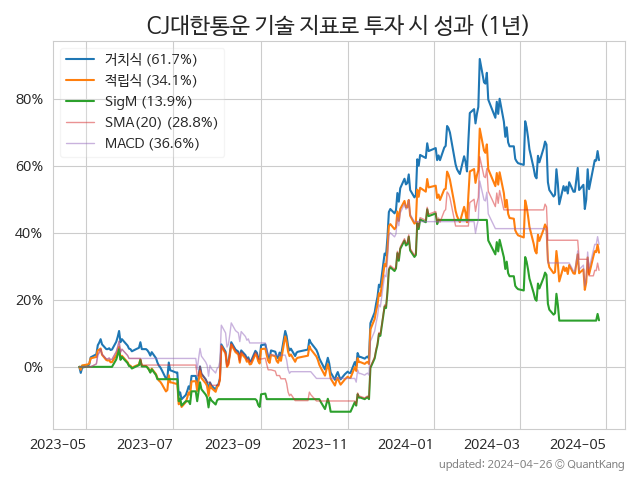 CJ대한통운 기술 지표로 투자 시 성과 (1년)
거치식 (61.7%)
적립식 (34.1%)
SigM (13.9%)
SMA(20) (28.8%)
MACD (36.6%)
80%
60%
40%
20%
0%
2023-05 2023-07 2023-09 2023-11 2024-01 2024-03 2024-05
updated: 2024-04-26 © QuantKang